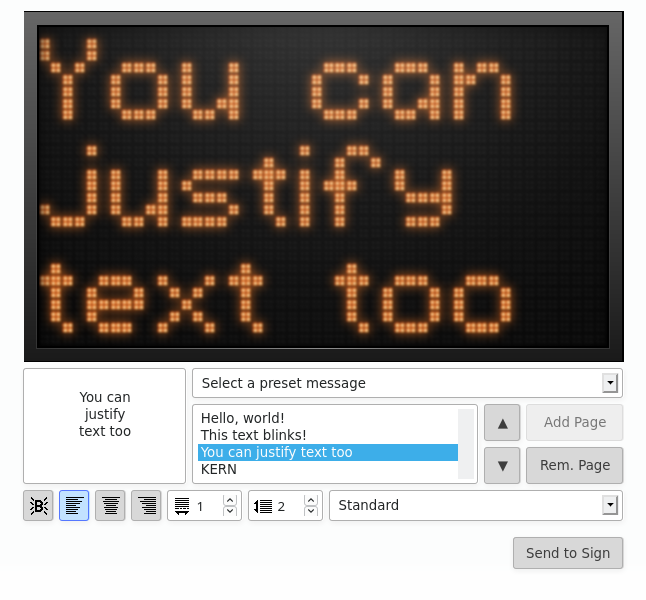 You can
justify
text too
You can
justify
text too
Select a preset message
Hello, world!
This text blinks!
You can justify text too
KERN
▲
Add Page
▼
Rem. Page
B
1
2
Standard
Send to Sign